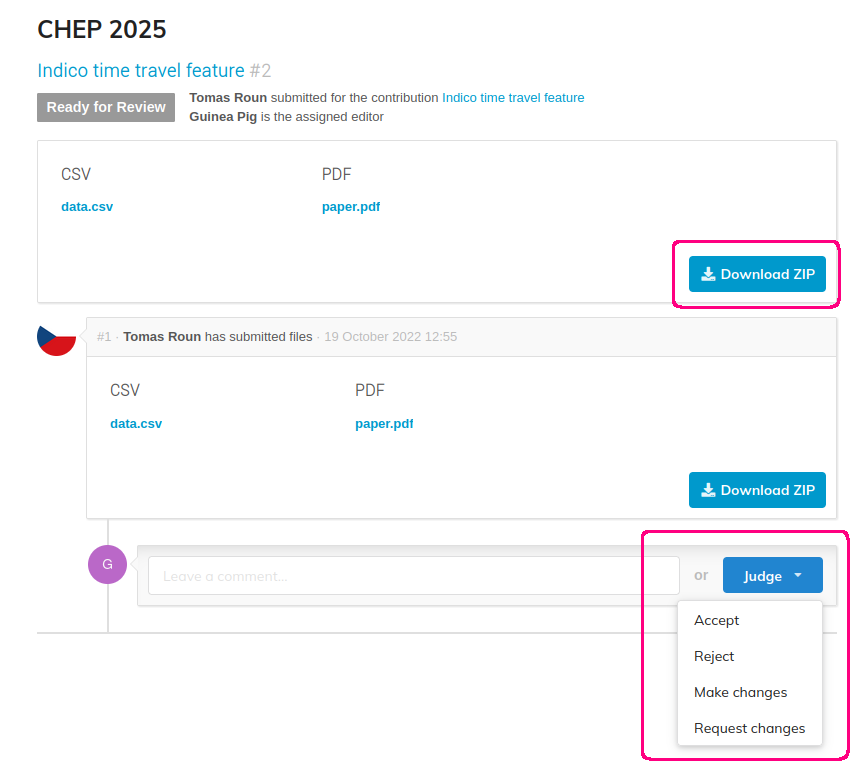 CHEP 2025
Indico time travel feature #2
Ready for Review
Tomas Roun submitted for the contribution Indico time travel feature
Guinea Pig is the assigned editor
CSV PDF
data.csv paper.pdf
Download ZIP
#1 · Tomas Roun has submitted files · 19 October 2022 12:55
CSV PDF
data.csv paper.pdf
Download ZIP
G
Leave a comment... or Judge
Accept
Reject
Make changes
Request changes